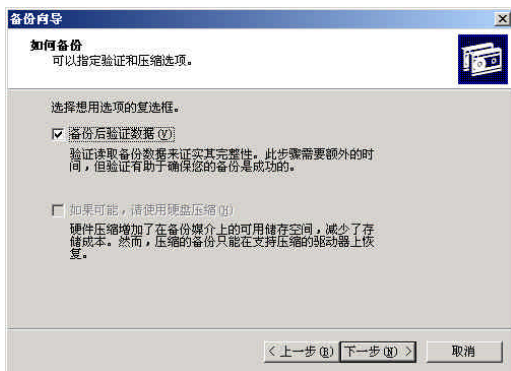 备份向导
如何备份
可以指定验证和压缩选项。
选择想用选项的复选框。
备份后验证数据(V)
验证读取备份数据来证实其完整性。此步骤需要额外的时
间，但验证有助于确保您的备份是成功的。
如果可能，请使用硬盘压缩(H)
硬件压缩增加了在备份媒介上的可用储存空间，减少了存
储成本。然而，压缩的备份只能在支持压缩的驱动器上恢
复。
< 上一步(B) 下一步(N) > 取消